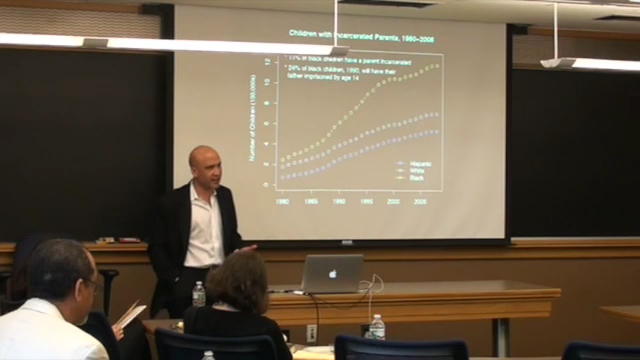 Children with Incarcerated Parents, 1980–2008
* 11% of black children have a parent incarcerated
* 24% of black children, 1990, will have their
father imprisoned by age 14
Number of Children (100,000s)
12
10
8
6
4
2
0
Hispanic
White
Black
1980 1985 1990 1995 2000 2005